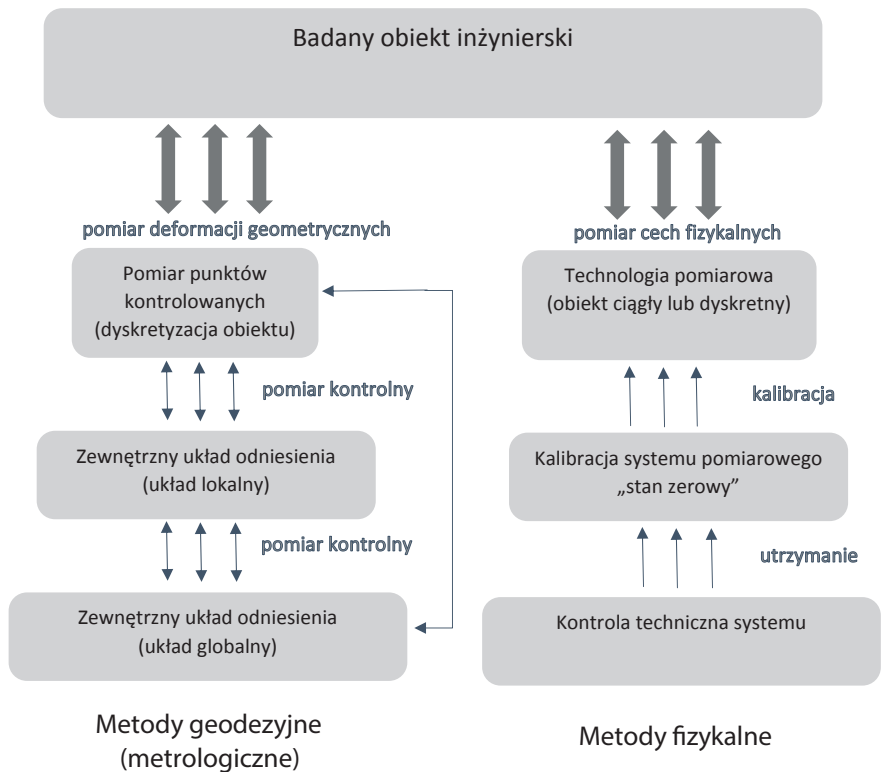 Badany obiekt inżynierski
pomiar deformacji geometrycznych
Pomiar punktów
kontrolowanych
(dyskretyzacja obiektu)
pomiar kontrolny
Zewnętrzny układ odniesienia
(układ lokalny)
pomiar kontrolny
Zewnętrzny układ odniesienia
(układ globalny)
Metody geodezyjne
(metrologiczne)
pomiar cech fizykalnych
Technologia pomiarowa
(obiekt ciągły lub dyskretny)
kalibracja
Kalibracja systemu pomiarowego
„stan zerowy”
utrzymanie
Kontrola techniczna systemu
Metody fizykalne